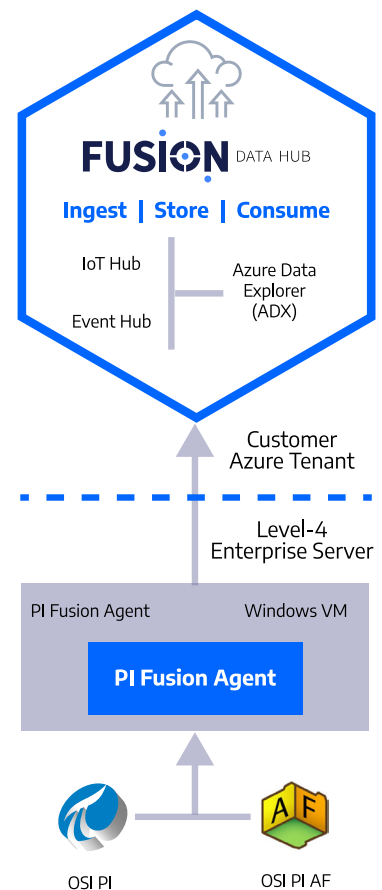 FUSION DATA HUB
Ingest | Store | Consume
IoT Hub
Event Hub
Azure Data
Explorer
(ADX)
Customer
Azure Tenant
Level-4
Enterprise Server
PI Fusion Agent
Windows VM
PI Fusion Agent
AF
OSI PI
OSI PI AF